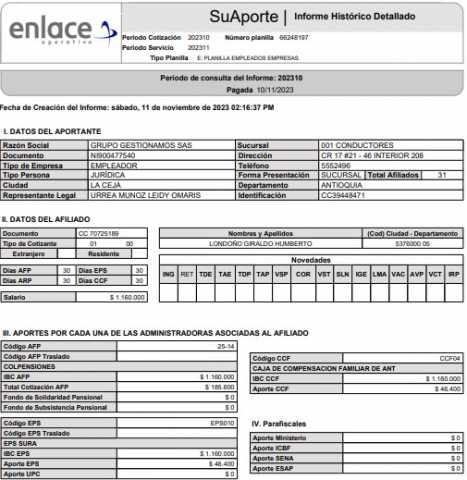 enlace
operativo
SuAporte | Informe Histórico Detallado
Periodo Cotización 202310 Número planilla 66248197
Periodo Servicio 202311
Tipo Planilla E: PLANILLA EMPLEADOS EMPRESAS.
Periodo de consulta del Informe: 202310
Pagada 10/11/2023
Fecha de Creación del Informe: sábado, 11 de noviembre de 2023 02:16:37 PM
I. DATOS DEL APORTANTE
Razón Social GRUPO GESTIONAMOS SAS Sucursal 001 CONDUCTORES
Documento NI900477540 Dirección CR 17 #21 - 46 INTERIOR 208
Tipo de Empresa EMPLEADOR Teléfono 5552496
Tipo Persona JURÍDICA Forma Presentación SUCURSAL Total Afiliados 31
Ciudad LA CEJA Departamento ANTIOQUIA
Representante Legal URREA MUNOZ LEIDY OMARIS Identificación CC39448471
II. DATOS DEL AFILIADO
Documento CC 70725189 Nombres y Apellidos (Cod) Ciudad - Departamento
Tipo de Cotizante 01 00 LONDOÑO GIRALDO HUMBERTO 5376000 05
Extranjero Residente
Novedades
Dias AFP 30 Dias EPS 30 ING RET TDE TAE TDP TAP VSP COR VST SLN IGE LMA VAC AVP VCT IRP
Dias ARP 30 Dias CCF 30
Salario $ 1.160.000
III. APORTES POR CADA UNA DE LAS ADMINISTRADORAS ASOCIADAS AL AFILIADO
Código AFP 25-14
Código AFP Traslado
COLPENSIONES
IBC AFP $ 1.160.000
Total Cotización AFP $ 185.600
Fondo de Solidaridad Pensional $ 0
Fondo de Subsistencia Pensional $ 0
Código CCF CCF04
CAJA DE COMPENSACION FAMILIAR DE ANT
IBC CCF $ 1.160.000
Aporte CCF $ 46.400
Código EPS EPS010
Código EPS Traslado
EPS SURA
IBC EPS $ 1.160.000
Aporte EPS $ 46.400
Aporte UPC $ 0
IV. Parafiscales
Aporte Ministerio $ 0
Aporte ICBF $ 0
Aporte SENA $ 0
Aporte ESAP $ 0